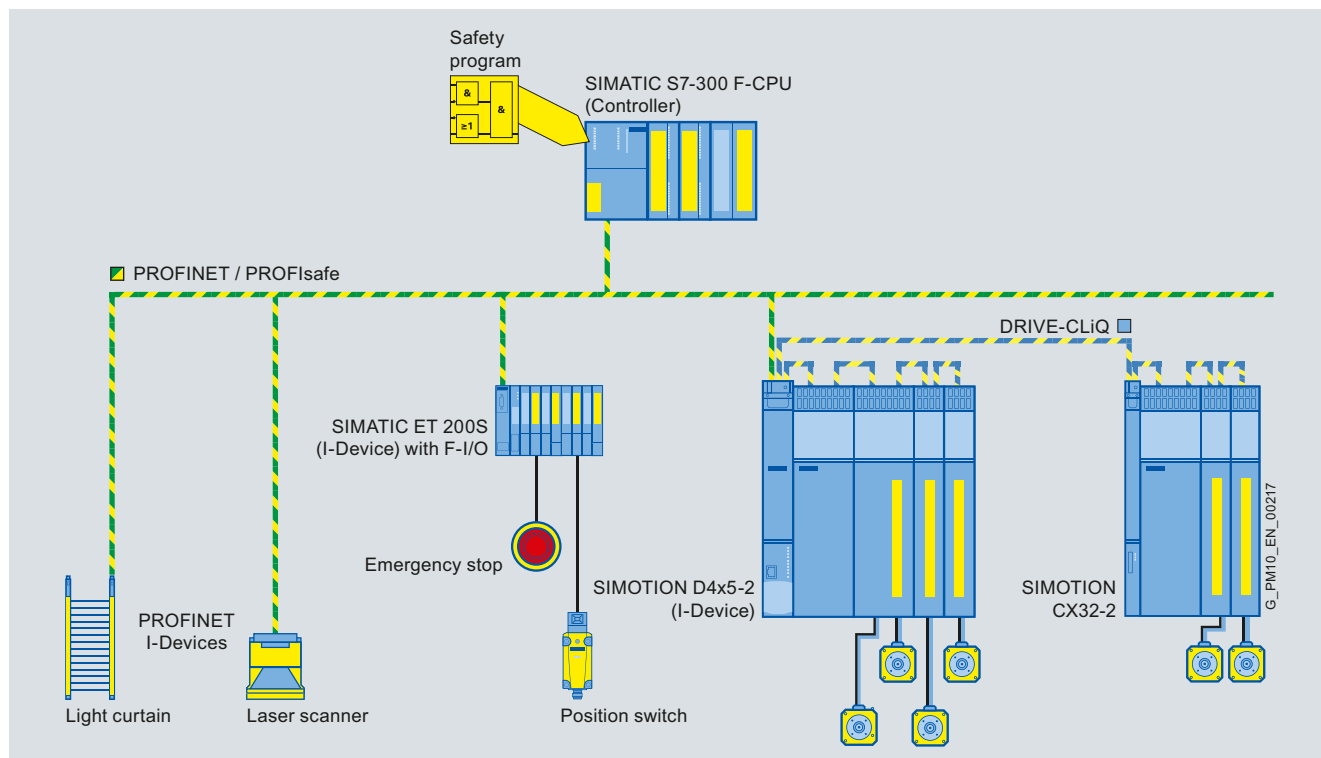 Safety
program
&
&
≥1
SIMATIC S7-300 F-CPU
(Controller)
PROFINET / PROFIsafe
DRIVE-CLiQ
SIMATIC ET 200S
(I-Device) with F-I/O
Emergency stop
SIMOTION D4x5-2
(I-Device)
SIMOTION
CX32-2
G_PM10_EN_00217
PROFINET
I-Devices
Light curtain
Laser scanner
Position switch